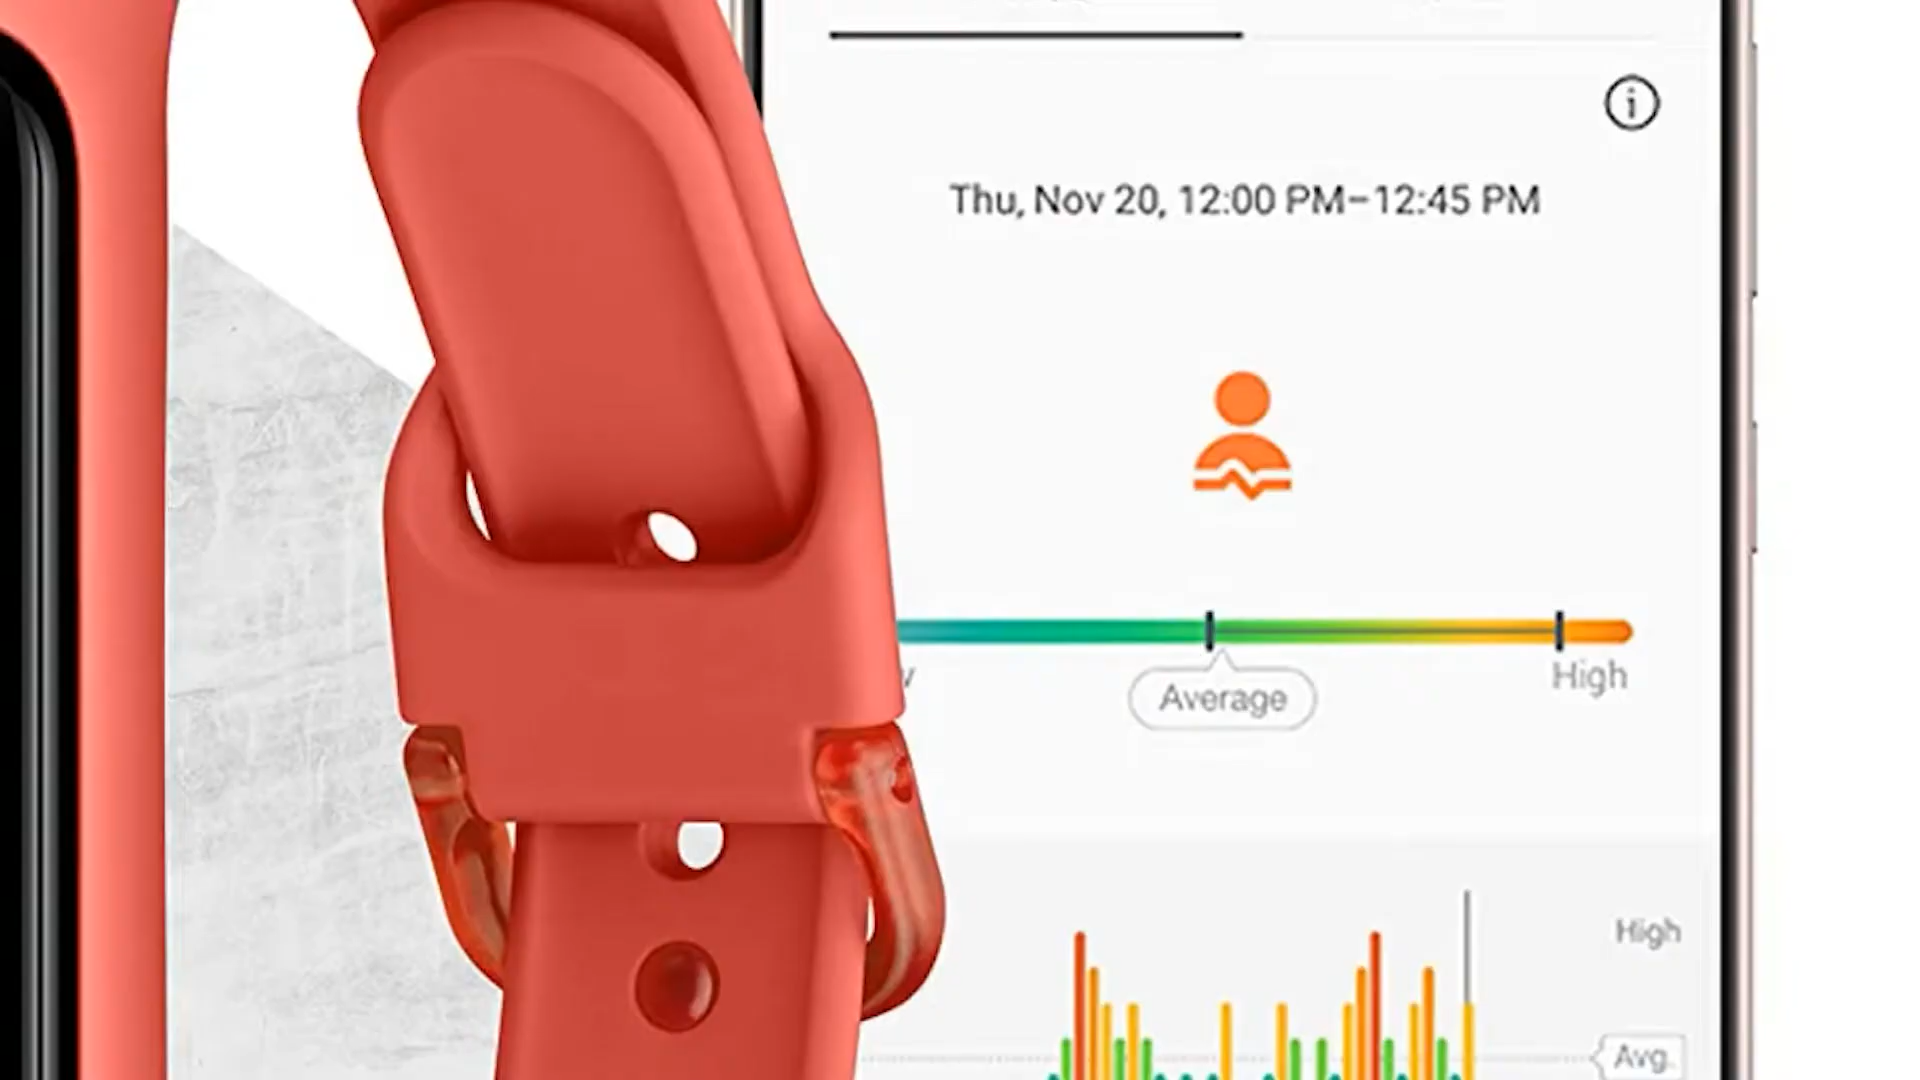 Thu, Nov 20, 12:00 PM–12:45 PM
High
Average
High
Avg.